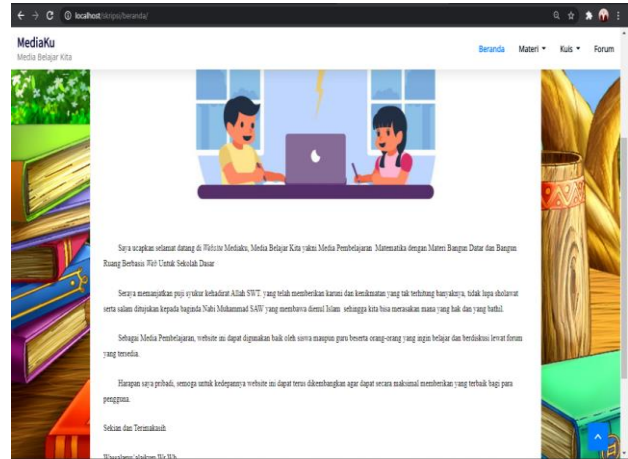 localhost/skripsi/beranda/
MediaKu
Media Belajar Kita
Beranda Materi Kuis Forum
Saya ucapkan selamat datang di Website Mediaku, Media Belajar Kita yakni Media Pembelajaran Matematika dengan Materi Bangun Datar dan Bangun
Ruang Berbasis Web Untuk Sekolah Dasar
Seraya memanjatkan puji syukur kehadirat Allah SWT. yang telah memberikan karuni dan kenikmatan yang tak terhitung banyaknya, tidak lupa sholawat
serta salam ditujukan kepada baginda Nabi Muhammad SAW yang membawa dienul Islam sehingga kita bisa merasakan mana yang hak dan yang bathil.
Sebagai Media Pembelajaran, website ini dapat digunakan baik oleh siswa maupun guru beserta orang-orang yang ingin belajar dan berdiskusi lewat forum
yang tersedia.
Harapan saya pribadi, semoga untuk kedepannya website ini dapat terus dikembangkan agar dapat secara maksimal memberikan yang terbaik bagi para
pengguna.
Sekian dan Terimakasih
Wassalamu'alaikum Wr.Wb